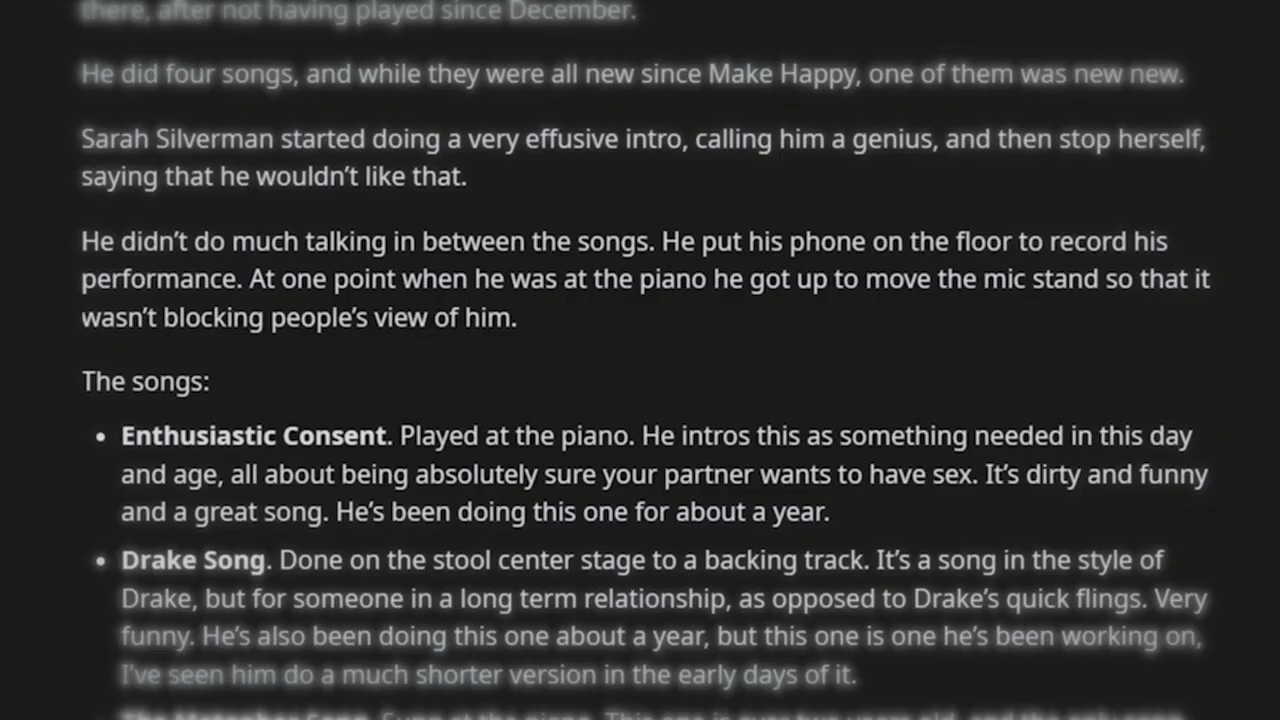 there, after not having played since December.
He did four songs, and while they were all new since Make Happy, one of them was new new.
Sarah Silverman started doing a very effusive intro, calling him a genius, and then stop herself,
saying that he wouldn’t like that.
He didn’t do much talking in between the songs. He put his phone on the floor to record his
performance. At one point when he was at the piano he got up to move the mic stand so that it
wasn’t blocking people’s view of him.
The songs:
• Enthusiastic Consent. Played at the piano. He intros this as something needed in this day
and age, all about being absolutely sure your partner wants to have sex. It’s dirty and funny
and a great song. He’s been doing this one for about a year.
• Drake Song. Done on the stool center stage to a backing track. It’s a song in the style of
Drake, but for someone in a long term relationship, as opposed to Drake’s quick flings. Very
funny. He’s also been doing this one about a year, but this one is one he’s been working on,
I’ve seen him do a much shorter version in the early days of it.